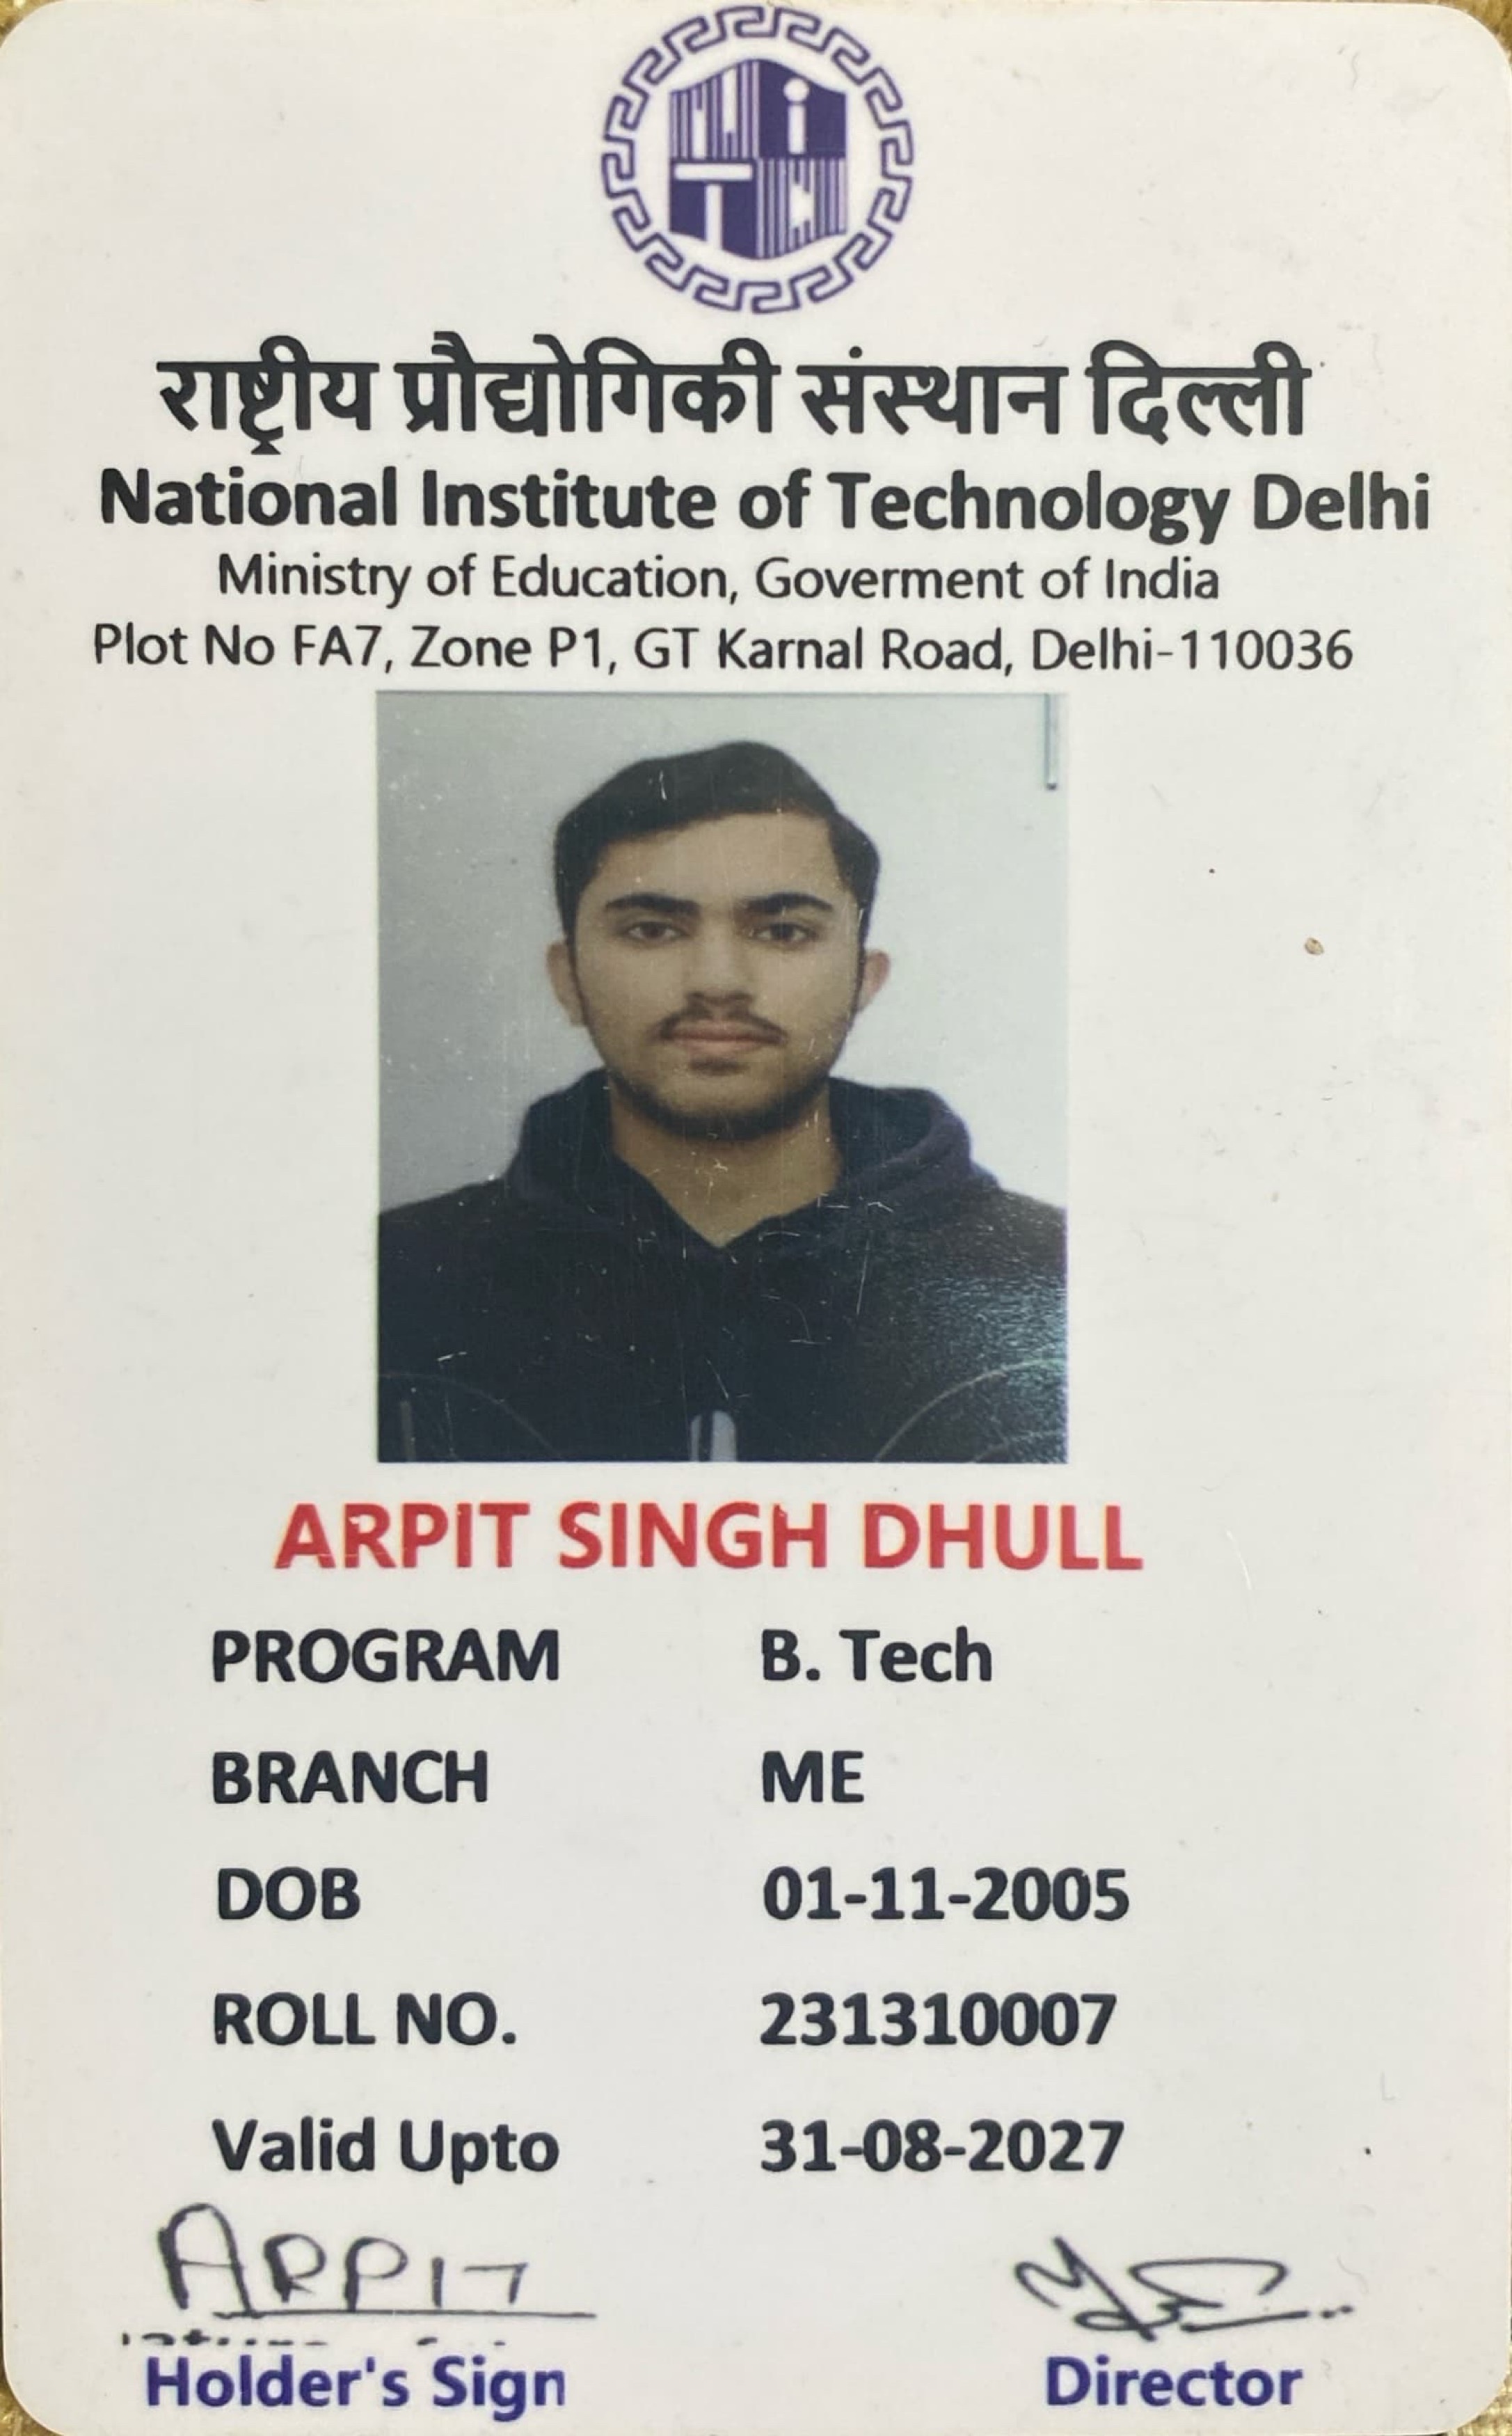 राष्ट्रीय प्रौद्योगिकी संस्थान दिल्ली
National Institute of Technology Delhi
Ministry of Education, Goverment of India
Plot No FA7, Zone P1, GT Karnal Road, Delhi-110036
ARPIT SINGH DHULL
PROGRAM B. Tech
BRANCH ME
DOB 01-11-2005
ROLL NO. 231310007
Valid Upto 31-08-2027
ARPIT
Holder's Sign Director